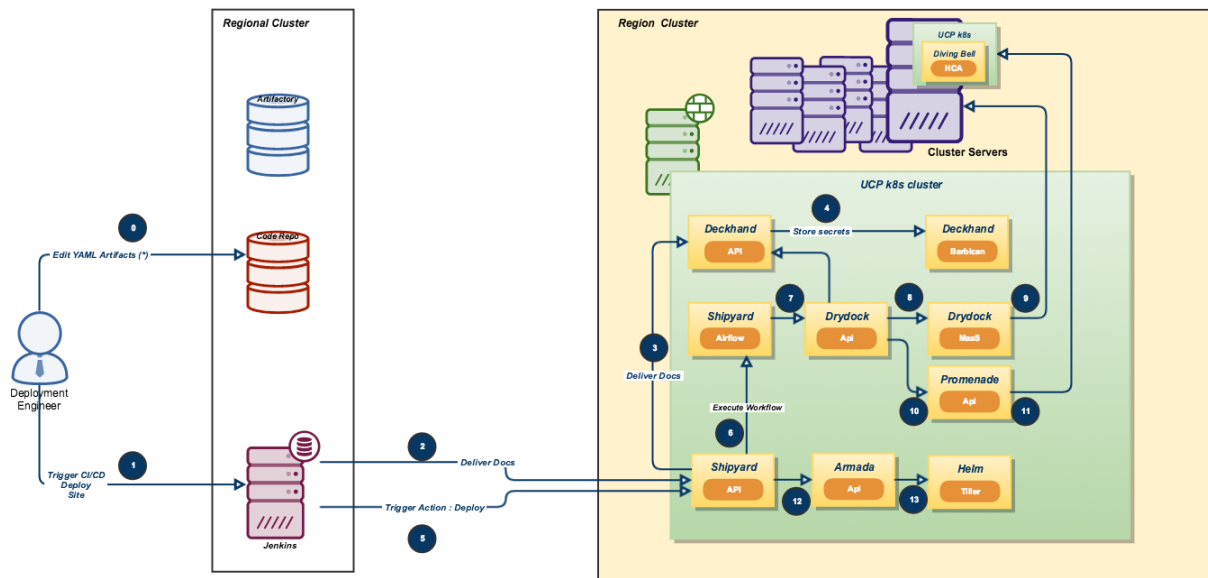 Regional Cluster
Artifactory
0
Edit YAML Artifacts (*)
Code Repo
Deployment
Engineer
Trigger CI/CD
Deploy
Site
1
Jenkins
2
Deliver Docs
Trigger Action : Deploy
5
Region Cluster
UCP k8s
Diving Bell
HCA
Cluster Servers
UCP k8s cluster
Deckhand
API
4
Store secrets
Deckhand
Barbican
3
Deliver Docs
Shipyard
Airflow
7
Drydock
Api
8
Drydock
MaaS
9
Promenade
Api
10
11
Execute Workflow
6
Shipyard
API
12
Armada
Api
13
Helm
Tiller